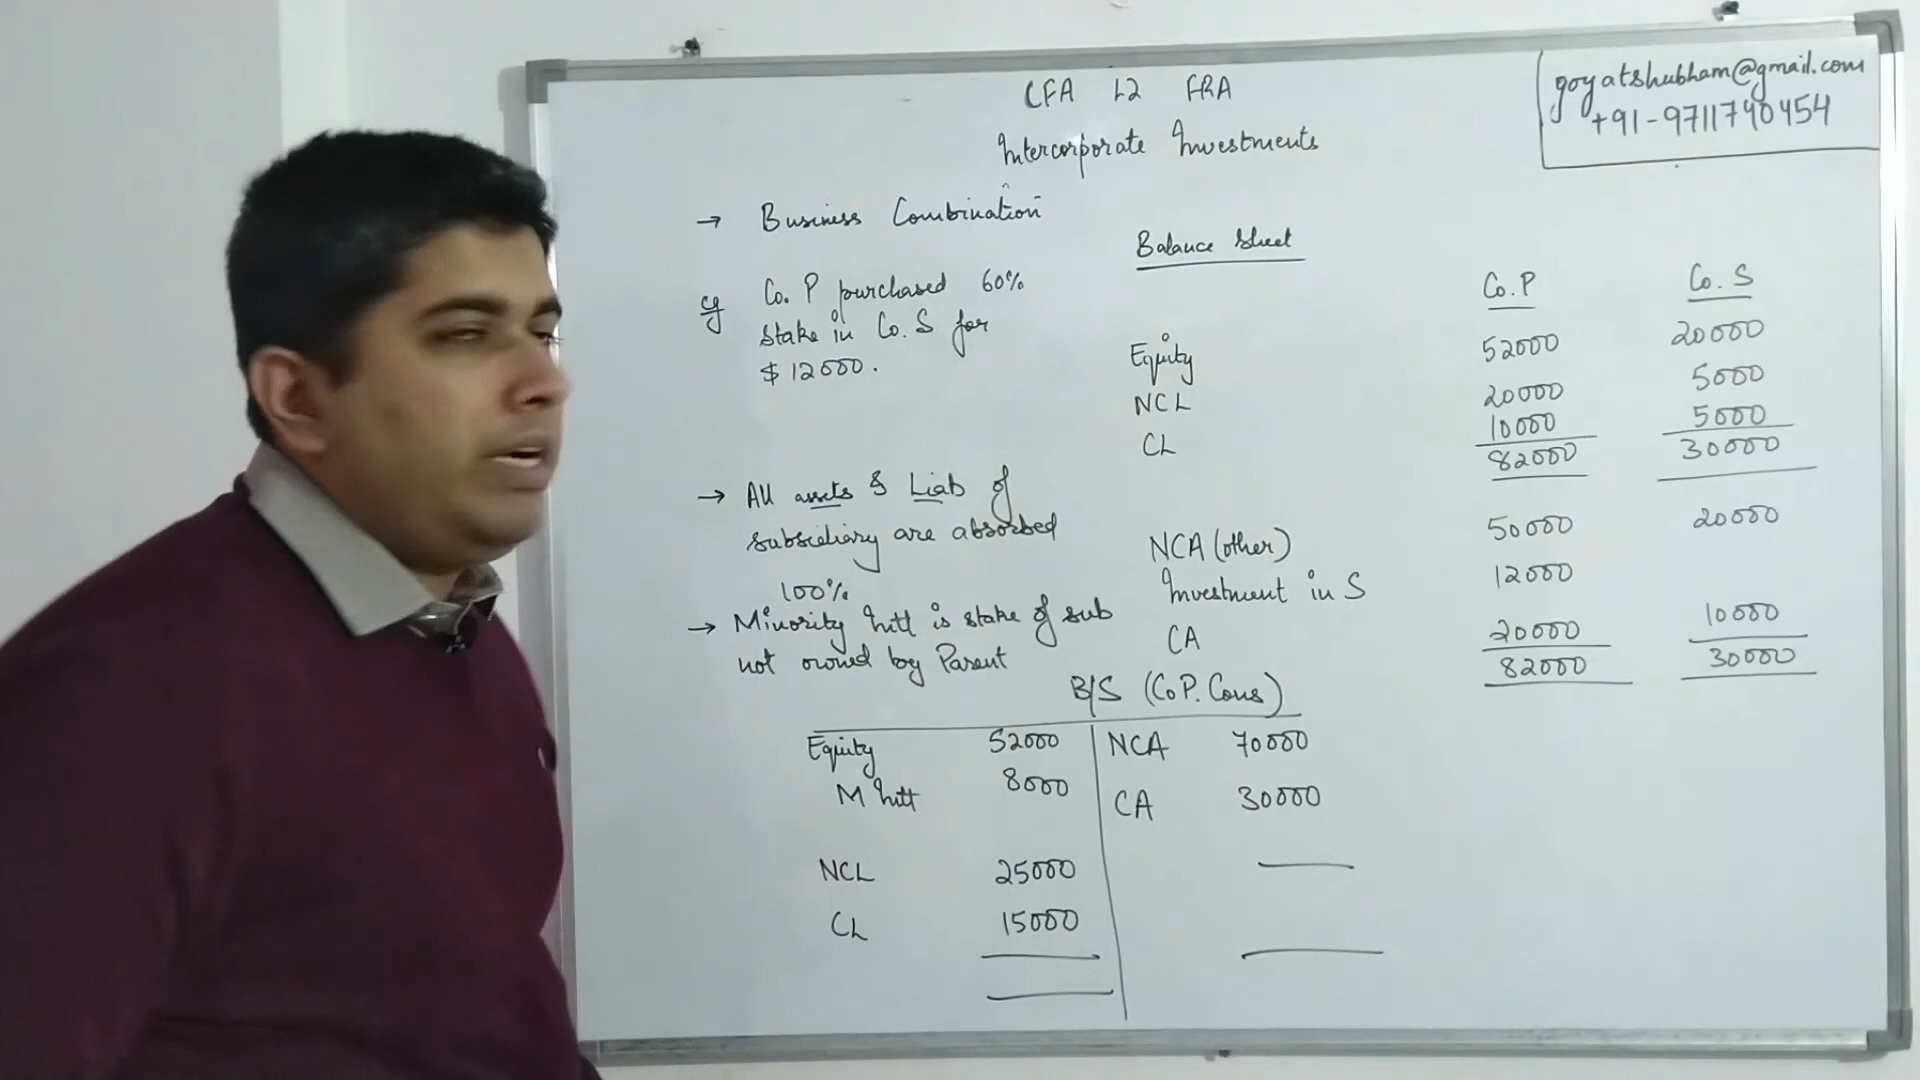 CFA L2 FRA
Intercorporate Investments
goyatshubham@gmail.com
+91-9711740454
→ Business Combination
eg Co. P purchased 60%
stake in Co. S for
$ 12000.
→ All assets & Liab of
subsidiary are absorbed
100%
→ Minority Intt is stake of sub
not owned by Parent
Balance Sheet
Co. P Co. S
Equity 52000 20000
NCL 20000 5000
CL 10000 5000
82000 30000
NCA (other) 50000 20000
Investment in S 12000
CA 20000 10000
82000 30000
B/S (Co P. Cons)
Equity 52000 NCA 70000
M Intt 8000 CA 30000
NCL 25000
CL 15000